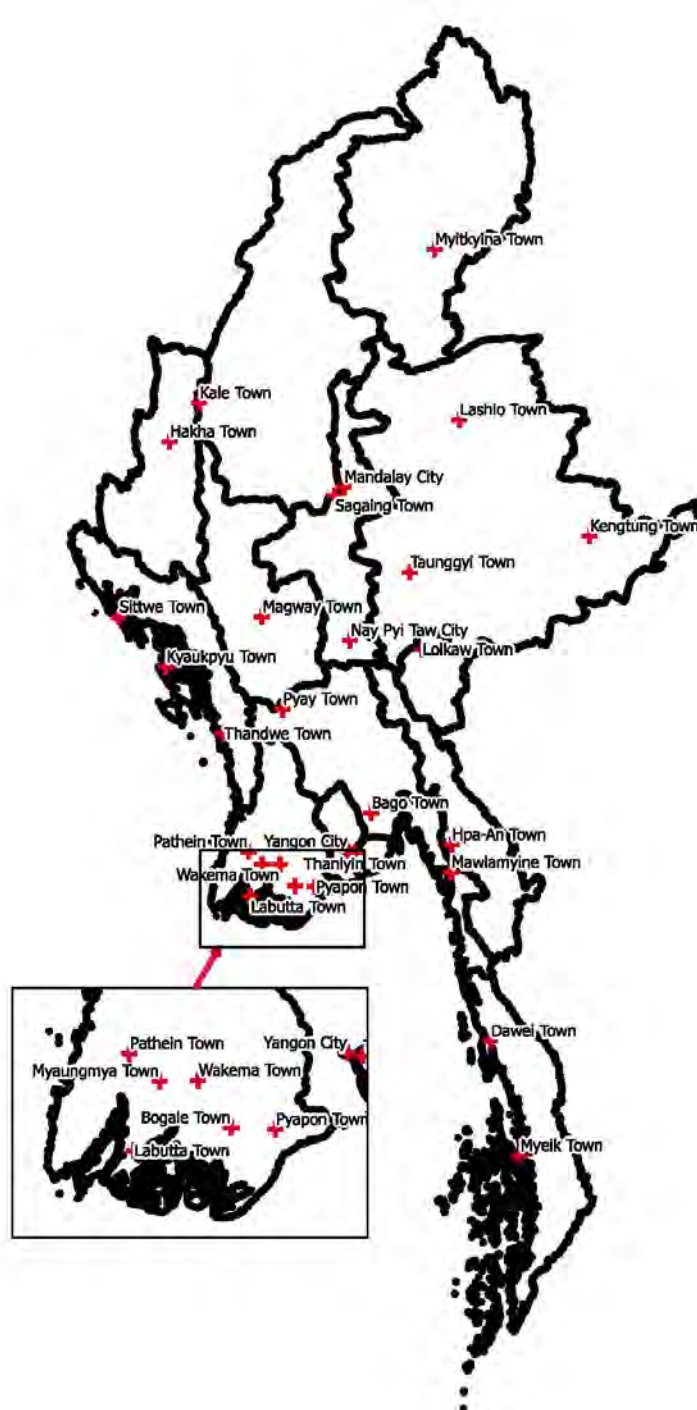 Myitkyina Town
Kale Town
Lashio Town
Hakha Town
Mandalay City
Sagaing Town
Kengtung Town
Taunggyi Town
Sittwe Town
Magway Town
Nay Pyi Taw City
Loikaw Town
Kyaukpyu Town
Pyay Town
Thandwe Town
Bago Town
Pathein Town
Yangon City
Hpa-An Town
Thanlyin Town
Mawlamyine Town
Wakema Town
Pyapon Town
Labutta Town
Dawei Town
Pathein Town
Yangon City
Myaungmya Town
Wakema Town
Bogale Town
Pyapon Town
Labutta Town
Myeik Town